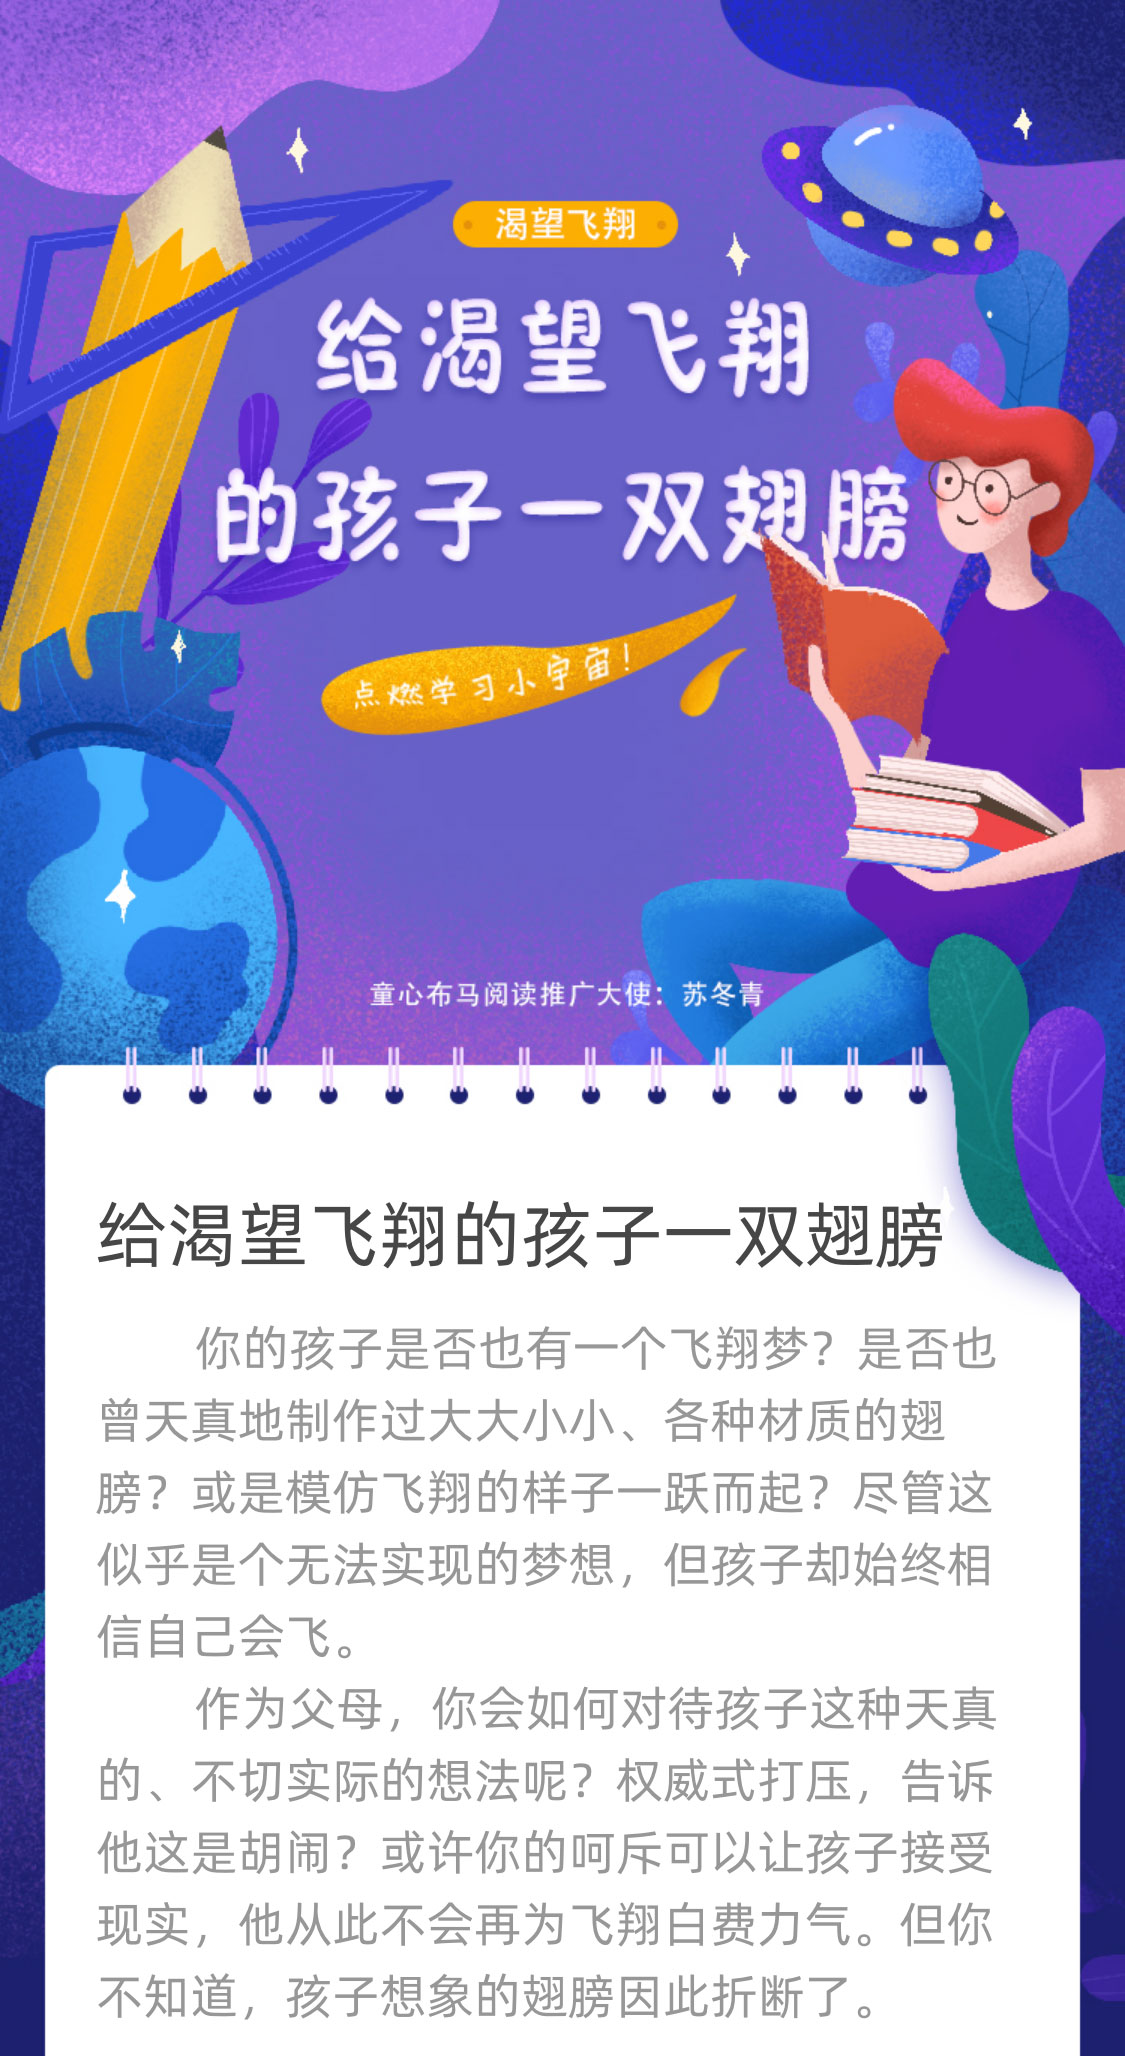 渴望飞翔
给渴望飞翔
的孩子一双翅膀
点燃学习小宇宙！
童心布马阅读推广大使：苏冬青
给渴望飞翔的孩子一双翅膀
你的孩子是否也有一个飞翔梦？是否也
曾天真地制作过大大小小、各种材质的翅
膀？或是模仿飞翔的样子一跃而起？尽管这
似乎是个无法实现的梦想，但孩子却始终相
信自己会飞。
作为父母，你会如何对待孩子这种天真
的、不切实际的想法呢？权威式打压，告诉
他这是胡闹？或许你的呵斥可以让孩子接受
现实，他从此不会再为飞翔白费力气。但你
不知道，孩子想象的翅膀因此折断了。